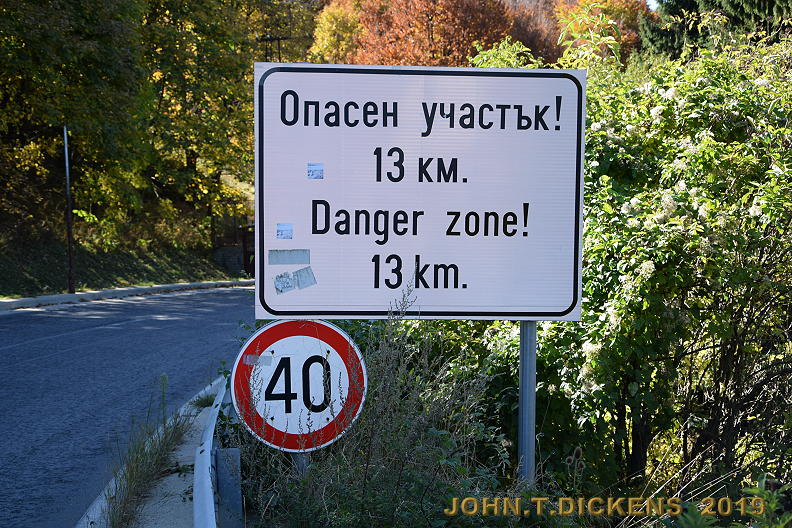 Опасен участък!
13 км.
Danger zone!
13 km.
40
JOHN.T.DICKENS 2019